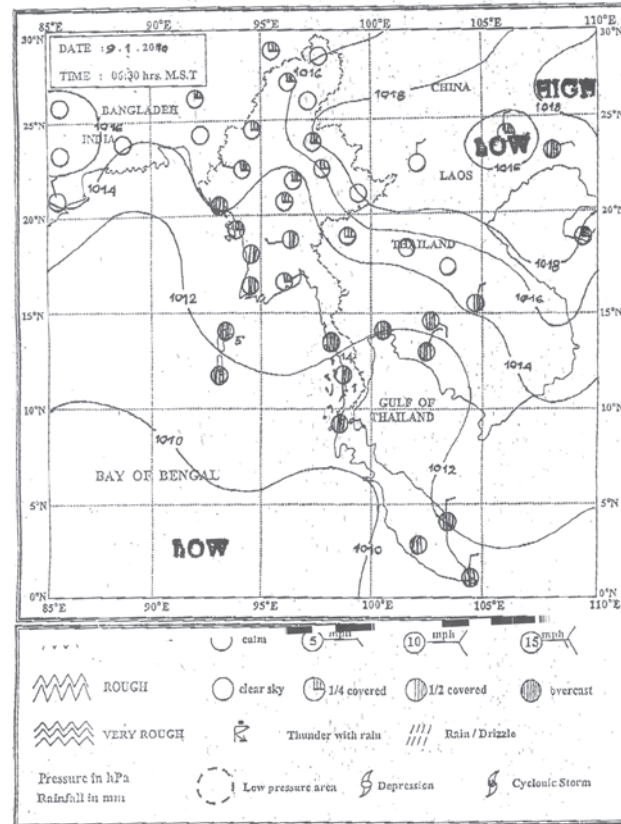 85°E 90°E 95°E 100°E 105°E 110°E
30°N 30°N
DATE : 9.1.2010
TIME : 06:30 hrs. M.S.T
1016
CHINA
1018
HIGH
1018
BANGLADEH
25°N 25°N
INDIA
1016
LOW
1016
LAOS
1014
20°N 20°N
THAILAND
1018
1016
1012
15°N 15°N
5
14
1014
1
GULF OF
THAILAND
10°N 10°N
1010
BAY OF BENGAL
1012
5°N 5°N
LOW
1010
0°N 0°N
85°E 90°E 95°E 100°E 105°E 110°E
calm 5 mph 10 mph 15 mph
ROUGH clear sky 1/4 covered 1/2 covered overcast
VERY ROUGH Thunder with rain Rain / Drizzle
Pressure in hPa
Rainfall in mm
Low pressure area Depression Cyclonic Storm